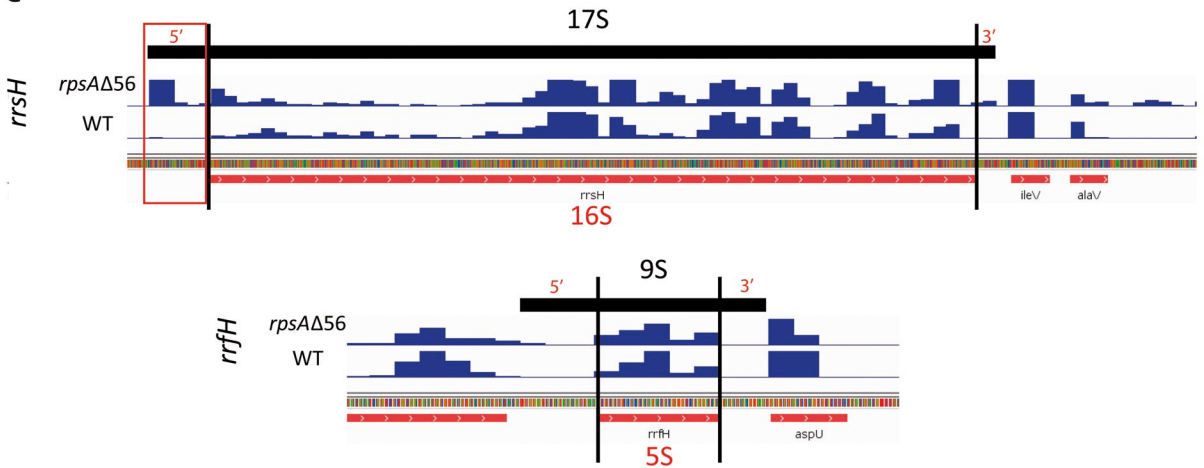 17S
5′ 3′
rrsH
rpsAΔ56
WT
rrsH ileV alaV
16S
9S
5′ 3′
rrfH
rpsAΔ56
WT
rrfH aspU
5S